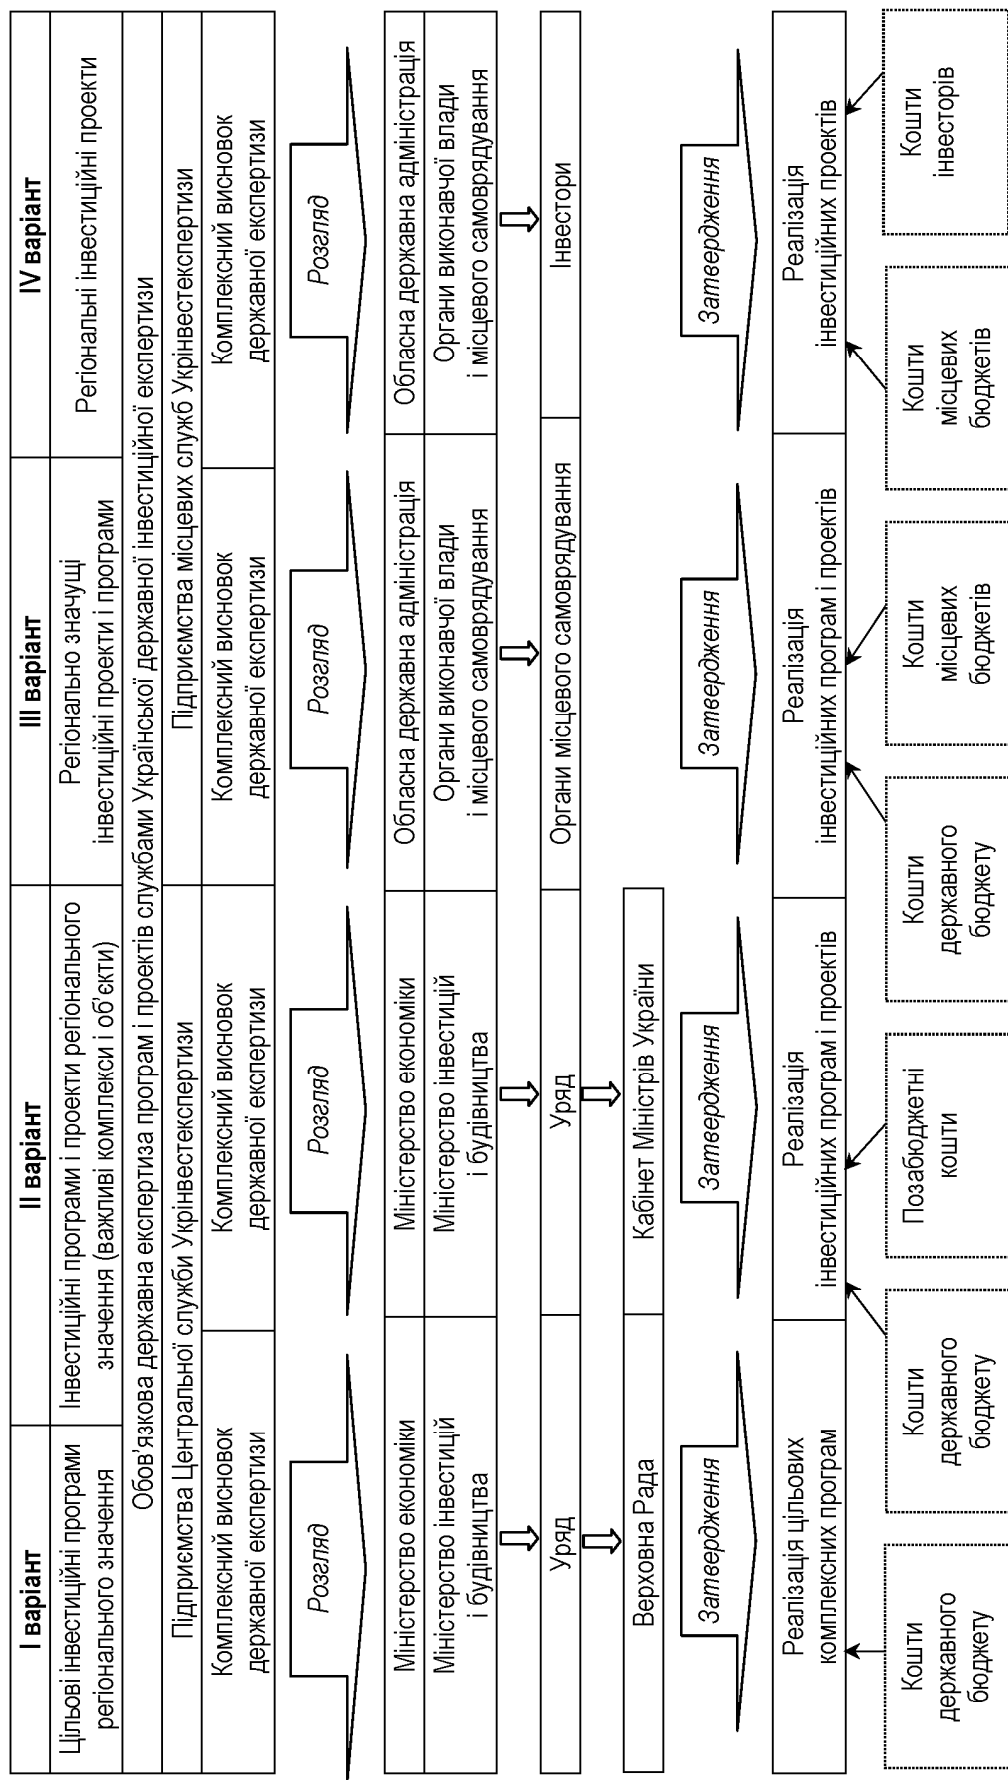 I варіант
II варіант
III варіант
IV варіант
Цільові інвестиційні програми
регіонального значення
Інвестиційні програми і проекти регіонального
значення (важливі комплекси і об’єкти)
Регіонально значущі
інвестиційні проекти і програми
Регіональні інвестиційні проекти
Обов’язкова державна експертиза програм і проектів службами Української державної інвестиційної експертизи
Підприємства Центральної служби Укрінвестекспертизи
Підприємства місцевих служб Укрінвестекспертизи
Комплексний висновок
державної експертизи
Комплексний висновок
державної експертизи
Комплексний висновок
державної експертизи
Комплексний висновок
державної експертизи
Розгляд
Розгляд
Розгляд
Розгляд
Міністерство економіки
Міністерство економіки
Обласна державна адміністрація
Обласна державна адміністрація
Міністерство інвестицій
і будівництва
Міністерство інвестицій
і будівництва
Органи виконавчої влади
і місцевого самоврядування
Органи виконавчої влади
і місцевого самоврядування
Уряд
Уряд
Органи місцевого самоврядування
Інвестори
Верховна Рада
Кабінет Міністрів України
Затвердження
Затвердження
Затвердження
Затвердження
Реалізація цільових
комплексних програм
Реалізація
інвестиційних програм і проектів
Реалізація
інвестиційних програм і проектів
Реалізація
інвестиційних проектів
Кошти
державного
бюджету
Кошти
державного
бюджету
Позабюджетні
кошти
Кошти
державного
бюджету
Кошти
місцевих
бюджетів
Кошти
місцевих
бюджетів
Кошти
інвесторів